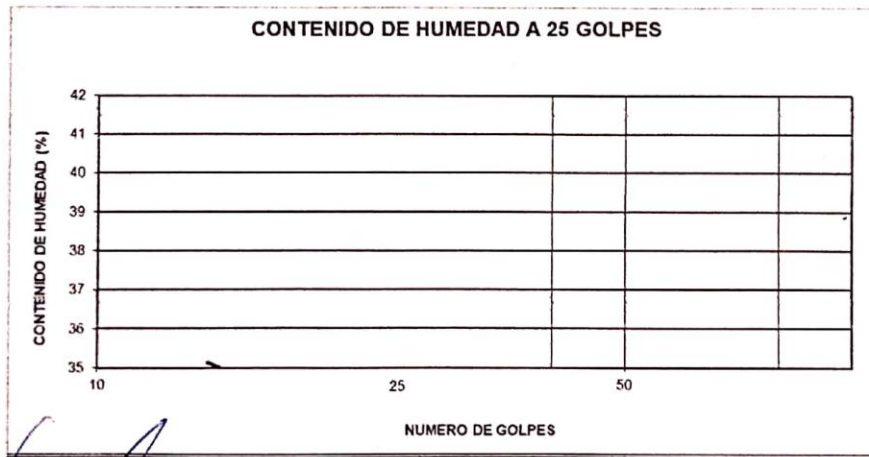 CONTENIDO DE HUMEDAD A 25 GOLPES
CONTENIDO DE HUMEDAD (%)
42
41
40
39
38
37
36
35
10 25 50
NUMERO DE GOLPES